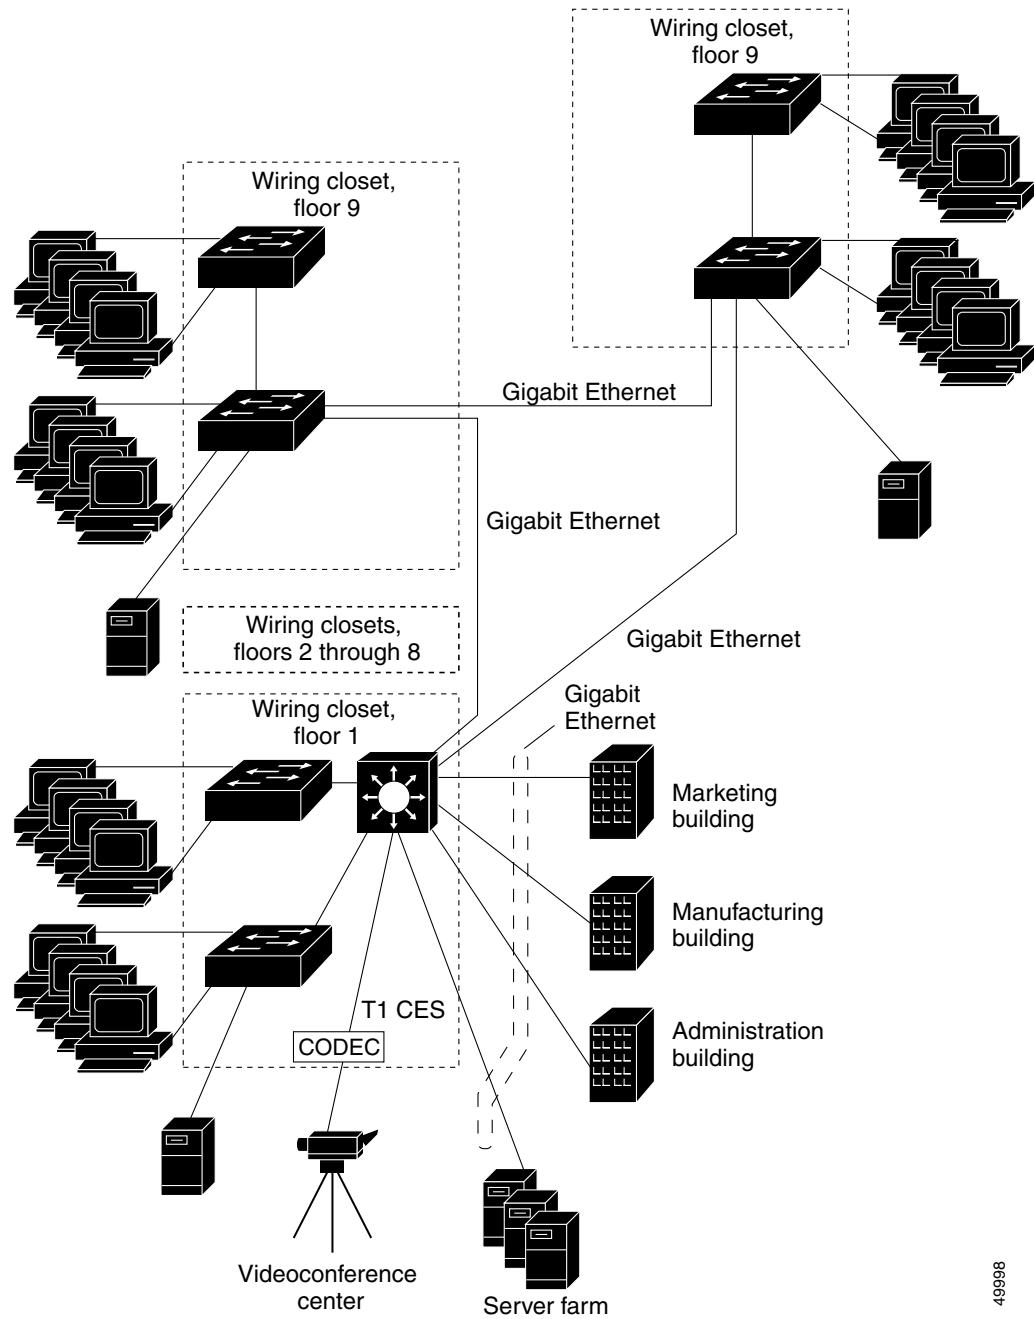 Wiring closet,
floor 9
Wiring closet,
floor 9
Gigabit Ethernet
Gigabit Ethernet
Wiring closets,
floors 2 through 8
Gigabit Ethernet
Wiring closet,
floor 1
Gigabit
Ethernet
Marketing
building
Manufacturing
building
T1 CES
CODEC
Administration
building
Videoconference
center
Server farm
49998